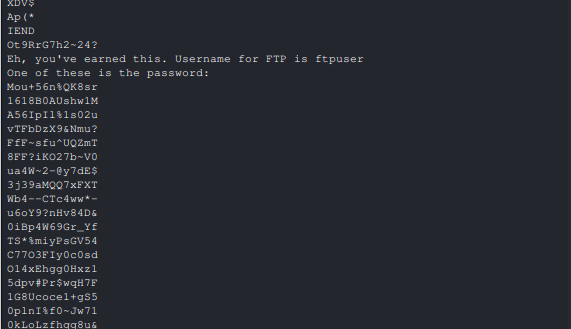 XDV$
Ap(*
IEND
Ot9RrG7h2~24?
Eh, you've earned this. Username for FTP is ftpuser
One of these is the password:
Mou+56n%QK8sr
1618B0AUshw1M
A56IpIl%1s02u
vTFbDzX9&Nmu?
FfF~sfu^UQZmT
8FF?iKO27b~V0
ua4W~2-@y7dE$
3j39aMQQ7xFXT
Wb4--CTc4ww*-
u6oY9?nHv84D&
0iBp4W69Gr_Yf
TS*%miyPsGV54
C77O3FIy0c0sd
O14xEhgg0Hxz1
5dpv#Pr$wqH7F
1G8Ucoce1+gS5
0plnI%f0~Jw71
0kLoLzfhqq8u&